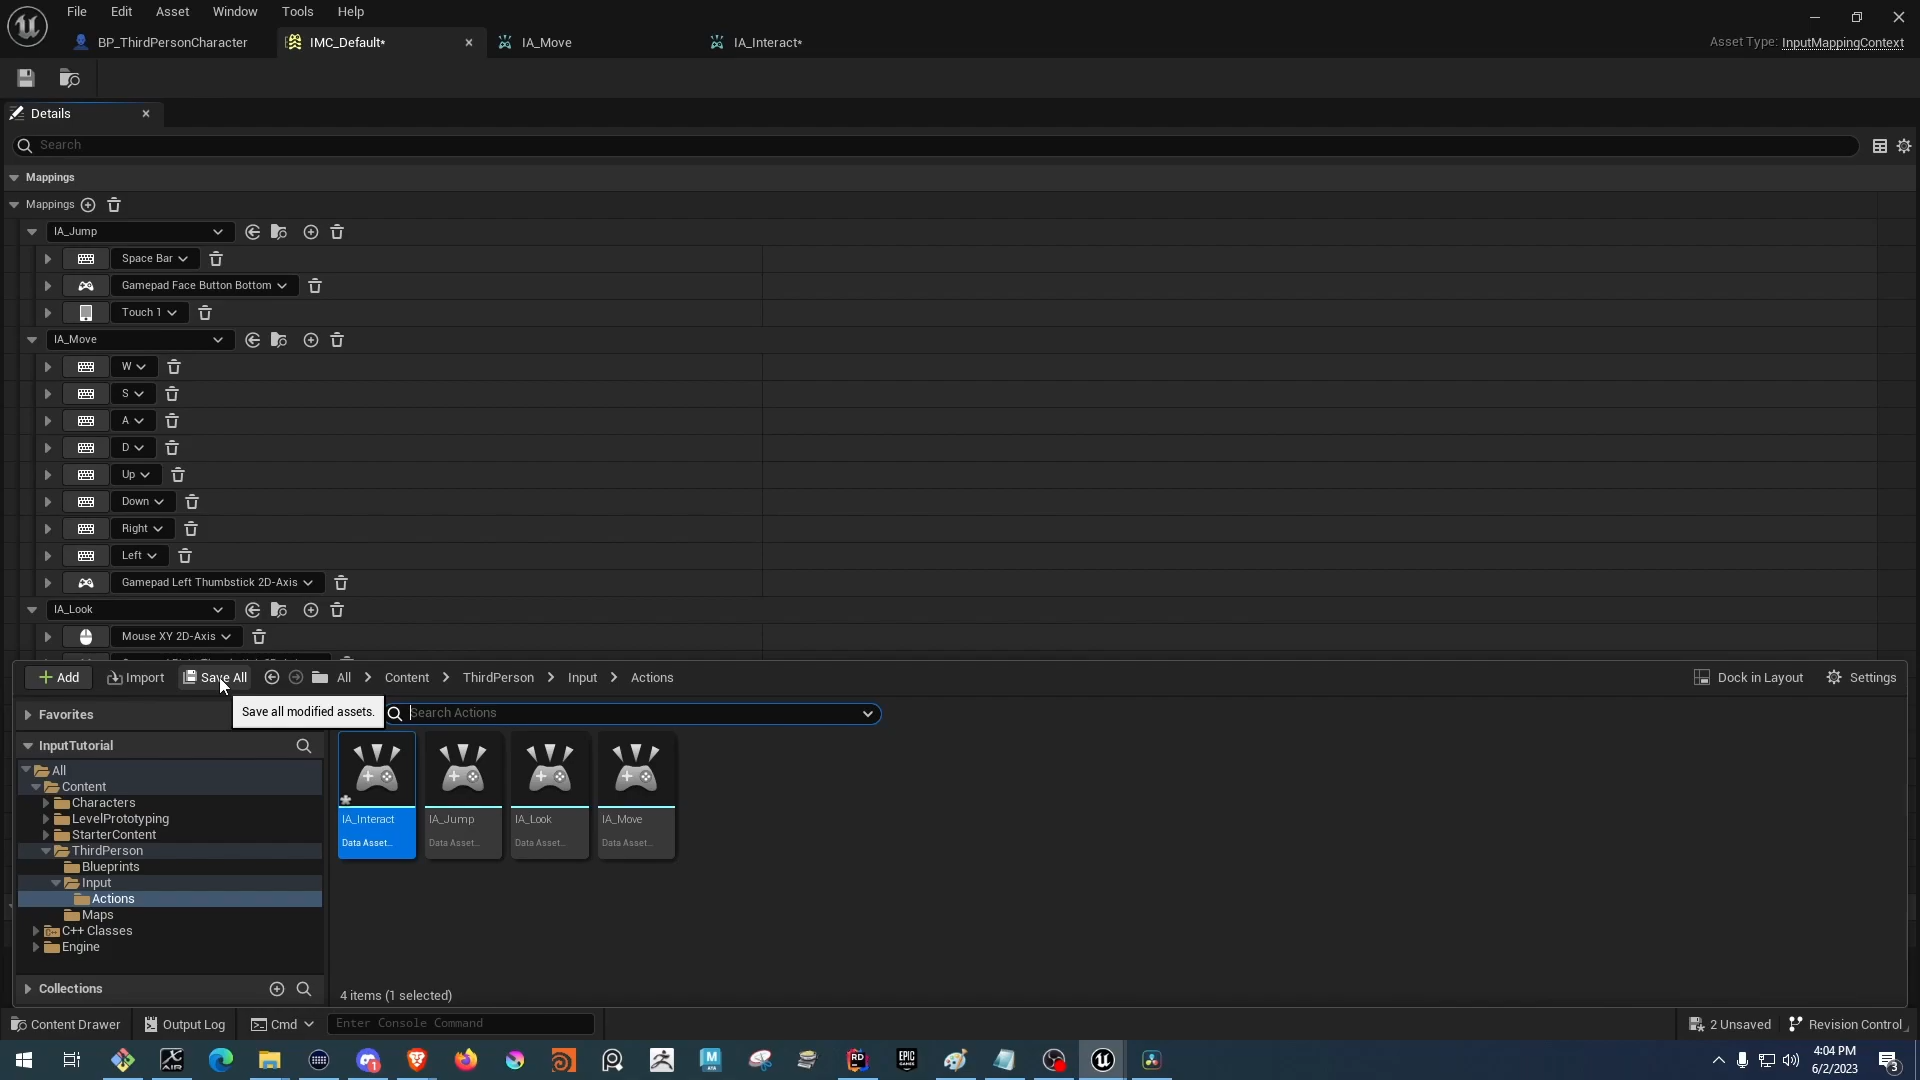 File Edit Asset Window Tools Help
BP_ThirdPersonCharacter IMC_Default* IA_Move IA_Interact* Asset Type: InputMappingContext
Details
Search
Mappings
Mappings
IA_Jump
Space Bar
Gamepad Face Button Bottom
Touch 1
IA_Move
W
S
A
D
Up
Down
Right
Left
Gamepad Left Thumbstick 2D-Axis
IA_Look
Mouse XY 2D-Axis
Add Import Save All All Content ThirdPerson Input Actions Dock in Layout Settings
Favorites Save all modified assets. Search Actions
InputTutorial
All
Content
Characters
LevelPrototyping
StarterContent
ThirdPerson
Blueprints
Input
Actions
Maps
C++ Classes
Engine
Collections
IA_Interact IA_Jump IA_Look IA_Move
Data Asset... Data Asset... Data Asset... Data Asset...
4 items (1 selected)
Content Drawer Output Log Cmd Enter Console Command 2 Unsaved Revision Control
4:04 PM
6/2/2023